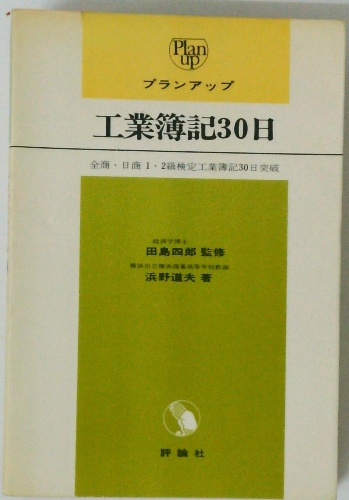 Plan
up
プランアップ
工業簿記30日
全商・日商 1・2級検定工業簿記30日突破
経済学博士
田島四郎 監修
浜野道夫 著
評論社